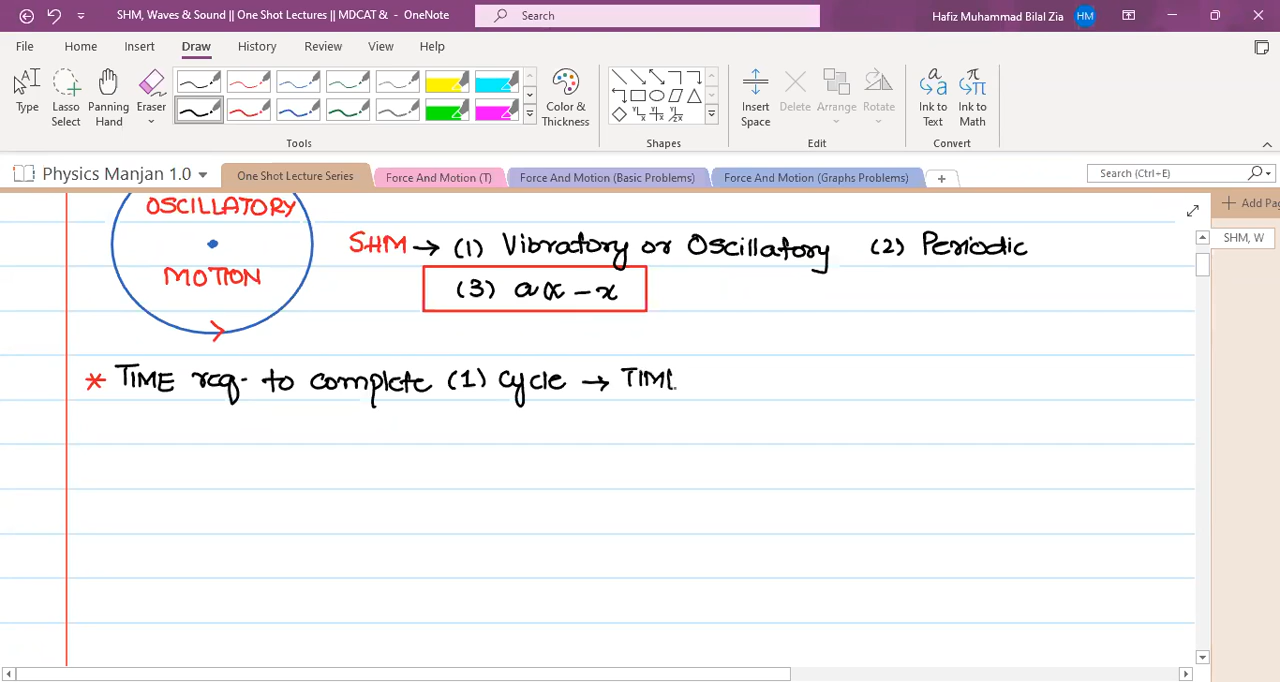 SHM, Waves & Sound || One Shot Lectures || MDCAT & - OneNote
Search
Hafiz Muhammad Bilal Zia
HM
File Home Insert Draw History Review View Help
Type
Lasso Select
Panning Hand
Eraser
Color & Thickness
Insert Space
Delete
Arrange
Rotate
Ink to Text
Ink to Math
Tools
Shapes
Edit
Convert
Physics Manjan 1.0
One Shot Lecture Series
Force And Motion (T)
Force And Motion (Basic Problems)
Force And Motion (Graphs Problems)
Search (Ctrl+E)
Add Pag
SHM, W
OSCILLATORY
MOTION
SHM → (1) Vibratory or Oscillatory (2) Periodic
(3) a ∝ - x
* TIME req. to complete (1) Cycle → TIM